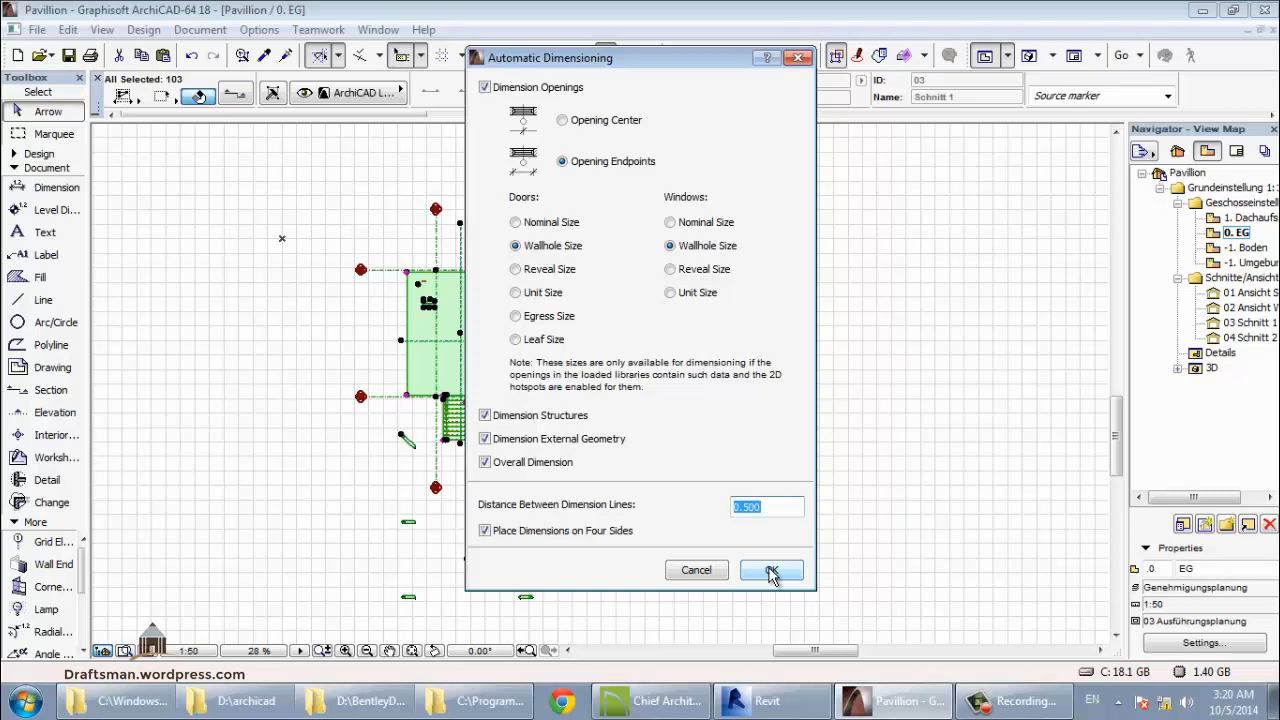 Pavillion - Graphisoft ArchiCAD-64 18 - [Pavillion / 0. EG]
File Edit View Design Document Options Teamwork Window Help
Automatic Dimensioning
Toolbox
Select
Arrow
Marquee
Design
Document
Dimension
Level Di...
Text
Label
Fill
Line
Arc/Circle
Polyline
Drawing
Section
Elevation
Interior...
Worksh...
Detail
Change
More
Grid El...
Wall End
Corne...
Lamp
Radial...
Angle ...
All Selected: 103
ArchiCAD L...
Dimension Openings
Opening Center
Opening Endpoints
Doors: Windows:
Nominal Size Nominal Size
Wallhole Size Wallhole Size
Reveal Size Reveal Size
Unit Size Unit Size
Egress Size
Leaf Size
Note: These sizes are only available for dimensioning if the
openings in the loaded libraries contain such data and the 2D
hotspots are enabled for them.
Dimension Structures
Dimension External Geometry
Overall Dimension
Distance Between Dimension Lines: 0.500
Place Dimensions on Four Sides
Cancel OK
Go
ID: 03
Name: Schnitt 1
Source marker
Navigator - View Map
Pavillion
Grundeinstellung 1:
Geschosseinstell
1. Dachaufs
0. EG
-1. Boden
-1. Umgebur
Schnitte/Ansicht
01 Ansicht S
02 Ansicht W
03 Schnitt 1
04 Schnitt 2
Details
3D
Properties
.0 EG
Genehmigungsplanung
1:50
03 Ausführungsplanung
Settings...
1:50 28 % 0.00°
Draftsman.wordpress.com
C: 18.1 GB 1.40 GB
C:\Windows... D:\archicad D:\BentleyD... C:\Program... Chief Archit... Revit Pavillion - G... Recording...
EN
3:20 AM
10/5/2014